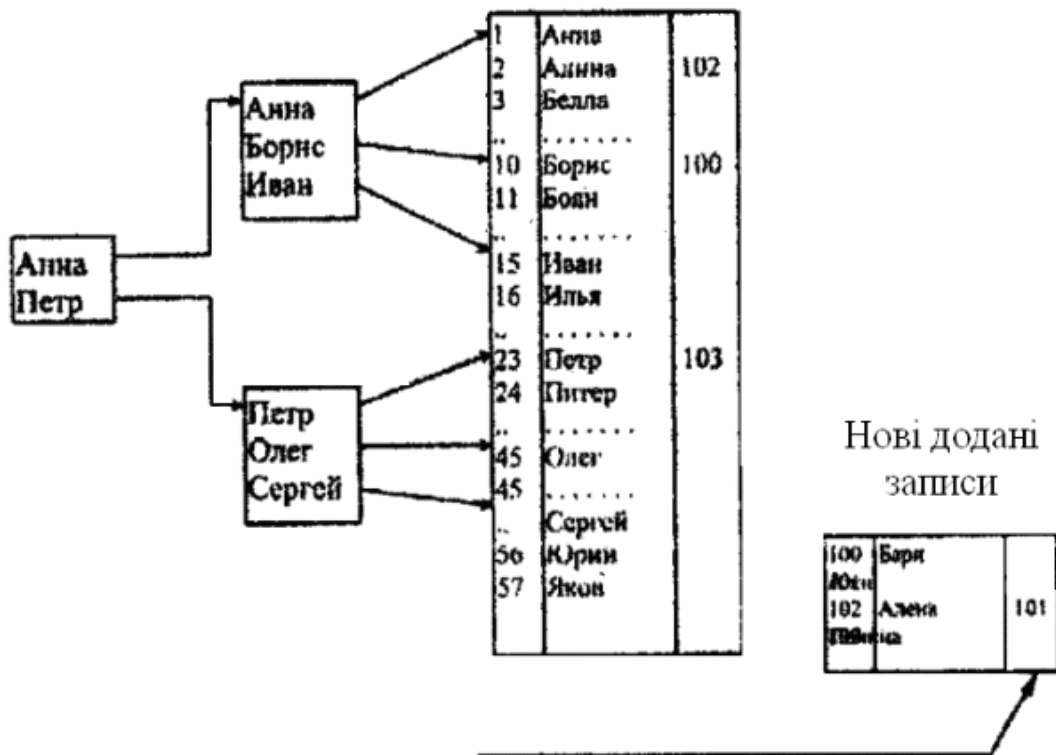 Анна
Петр
Анна
Борис
Иван
Петр
Олег
Сергей
1 Анна
2 Алина 102
3 Белла
.. .......
10 Борис 100
11 Боян
.. .......
15 Иван
16 Илья
.. .......
23 Петр 103
24 Питер
.. .......
45 Олег
45 .......
.. Сергей
56 Юрий
57 Яков
Нові додані
записи
100 Бари
102 Алена 101